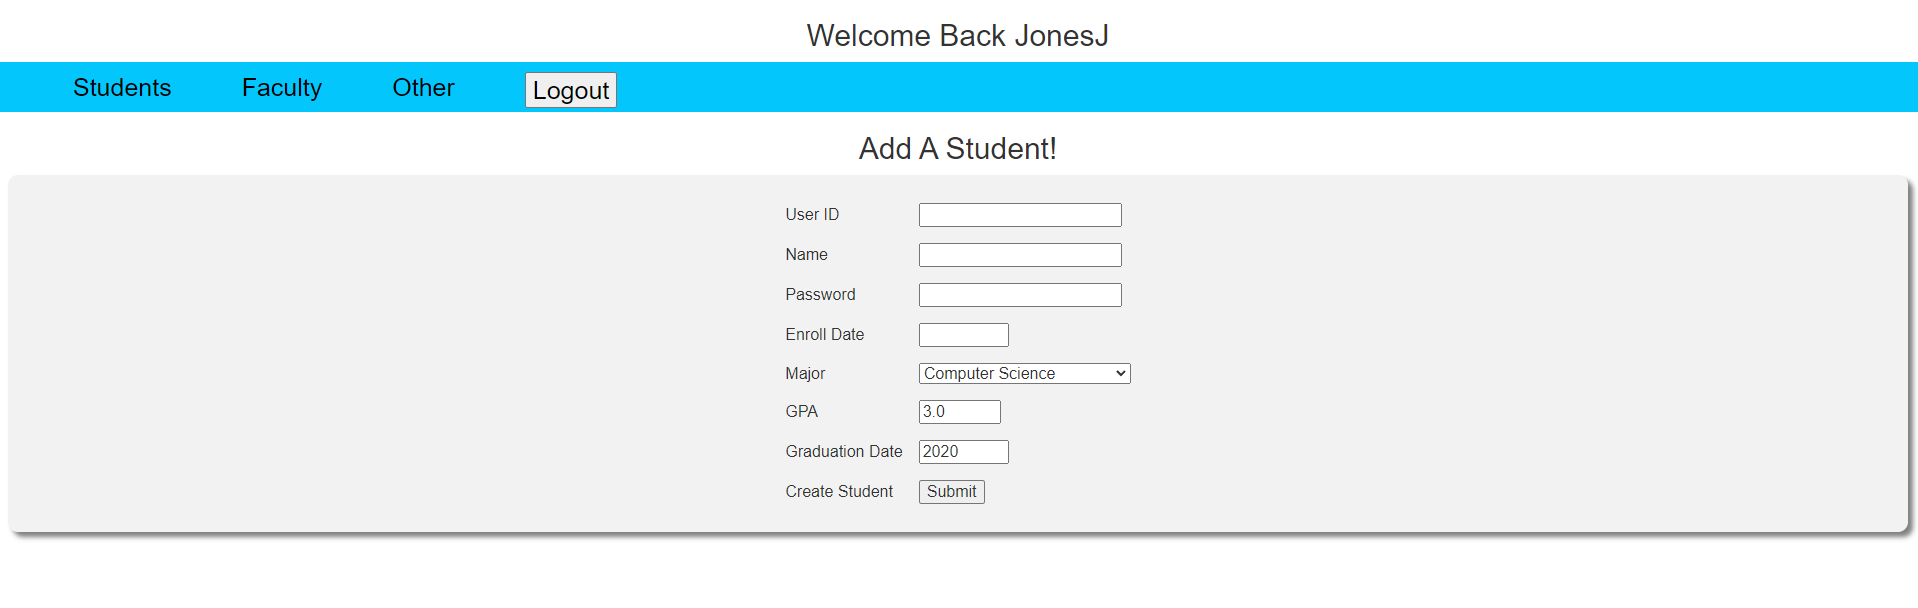 Welcome Back JonesJ
Students Faculty Other Logout
Add A Student!
User ID
Name
Password
Enroll Date
Major Computer Science
GPA 3.0
Graduation Date 2020
Create Student Submit